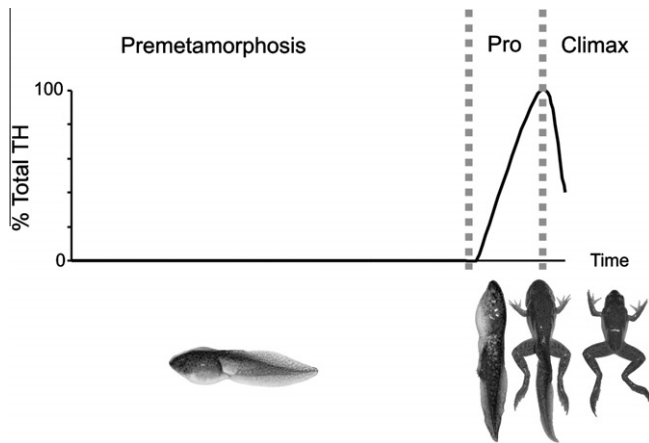 Premetamorphosis
Pro
Climax
100
% Total TH
0
Time